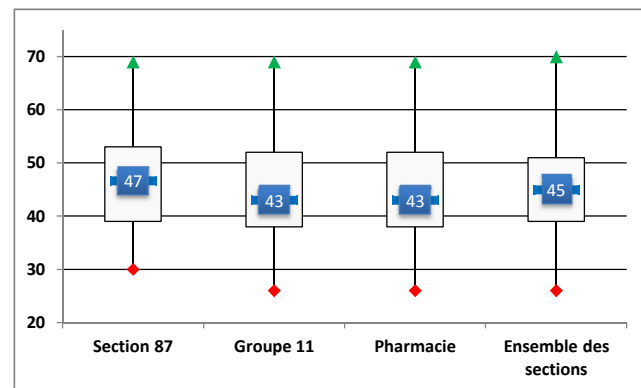 70
60
50
40
30
20
47
43
43
45
Section 87
Groupe 11
Pharmacie
Ensemble des
sections